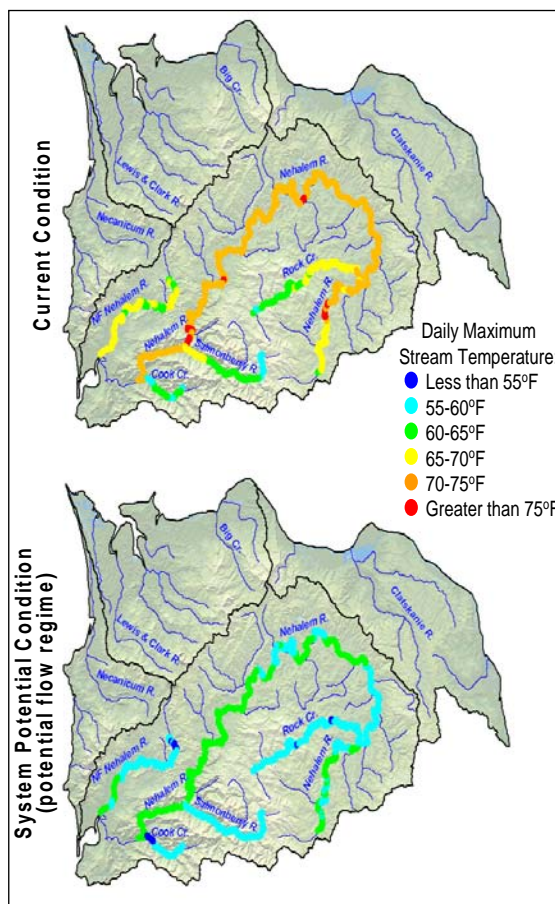 Current Condition
Big Cr.
Clatskanie R.
Lewis & Clark R.
Necanicum R.
Nehalem R.
Rock Cr.
Nehalem R.
NF Nehalem R.
Nehalem R.
Salmonberry R.
Cook Cr.
Daily Maximum
Stream Temperature
Less than 55ºF
55-60ºF
60-65ºF
65-70ºF
70-75ºF
Greater than 75ºF
System Potential Condition
(potential flow regime)
Big Cr.
Clatskanie R.
Lewis & Clark R.
Necanicum R.
Nehalem R.
Rock Cr.
Nehalem R.
NF Nehalem R.
Nehalem R.
Salmonberry R.
Cook Cr.